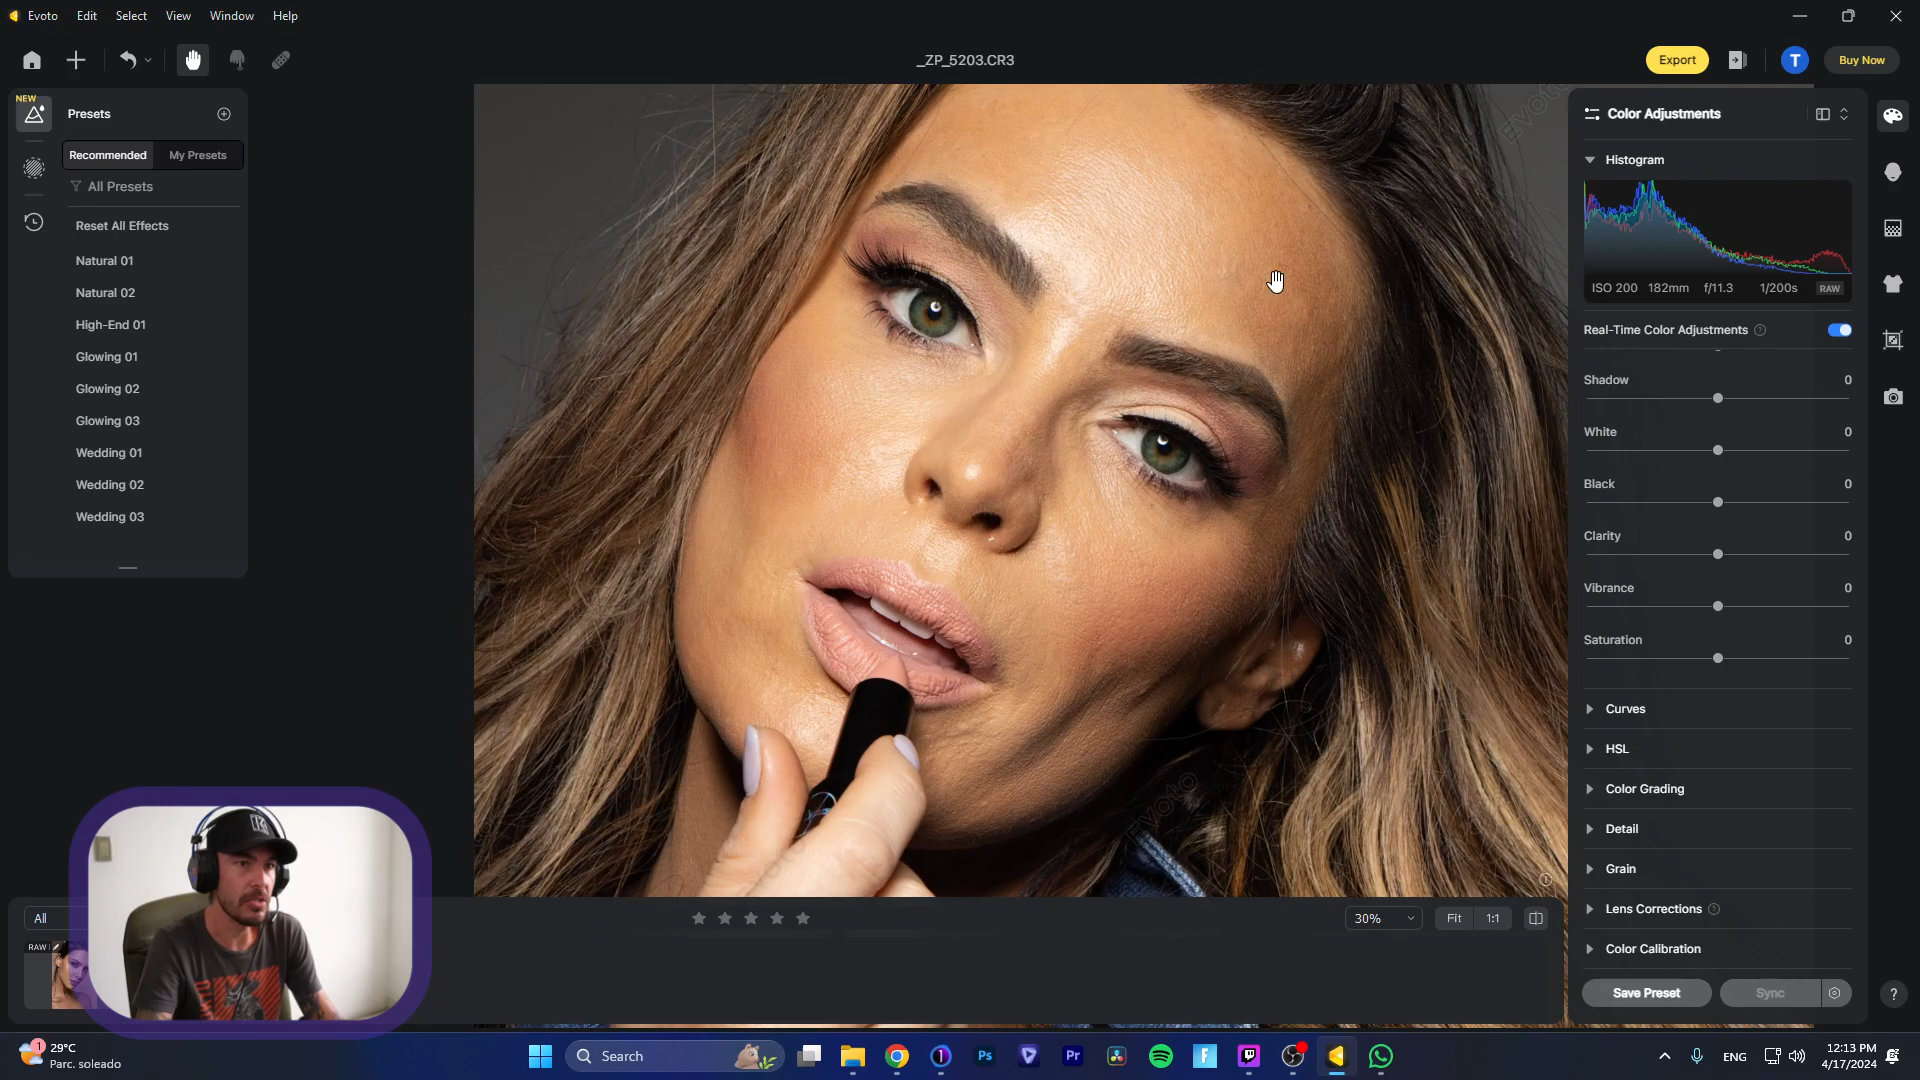 Evoto
Edit
Select
View
Window
Help
_ZP_5203.CR3
Export
T
Buy Now
NEW
Presets
Recommended
My Presets
All Presets
Reset All Effects
Natural 01
Natural 02
High-End 01
Glowing 01
Glowing 02
Glowing 03
Wedding 01
Wedding 02
Wedding 03
Evoto
Evoto
Color Adjustments
Histogram
ISO 200 182mm f/11.3 1/200s RAW
Real-Time Color Adjustments
Shadow 0
White 0
Black 0
Clarity 0
Vibrance 0
Saturation 0
Curves
HSL
Color Grading
Detail
Grain
Lens Corrections
Color Calibration
Save Preset
Sync
All
RAW
30%
Fit
1:1
29°C
Parc. soleado
1
Search
Ps
Pr
ENG
12:13 PM
4/17/2024